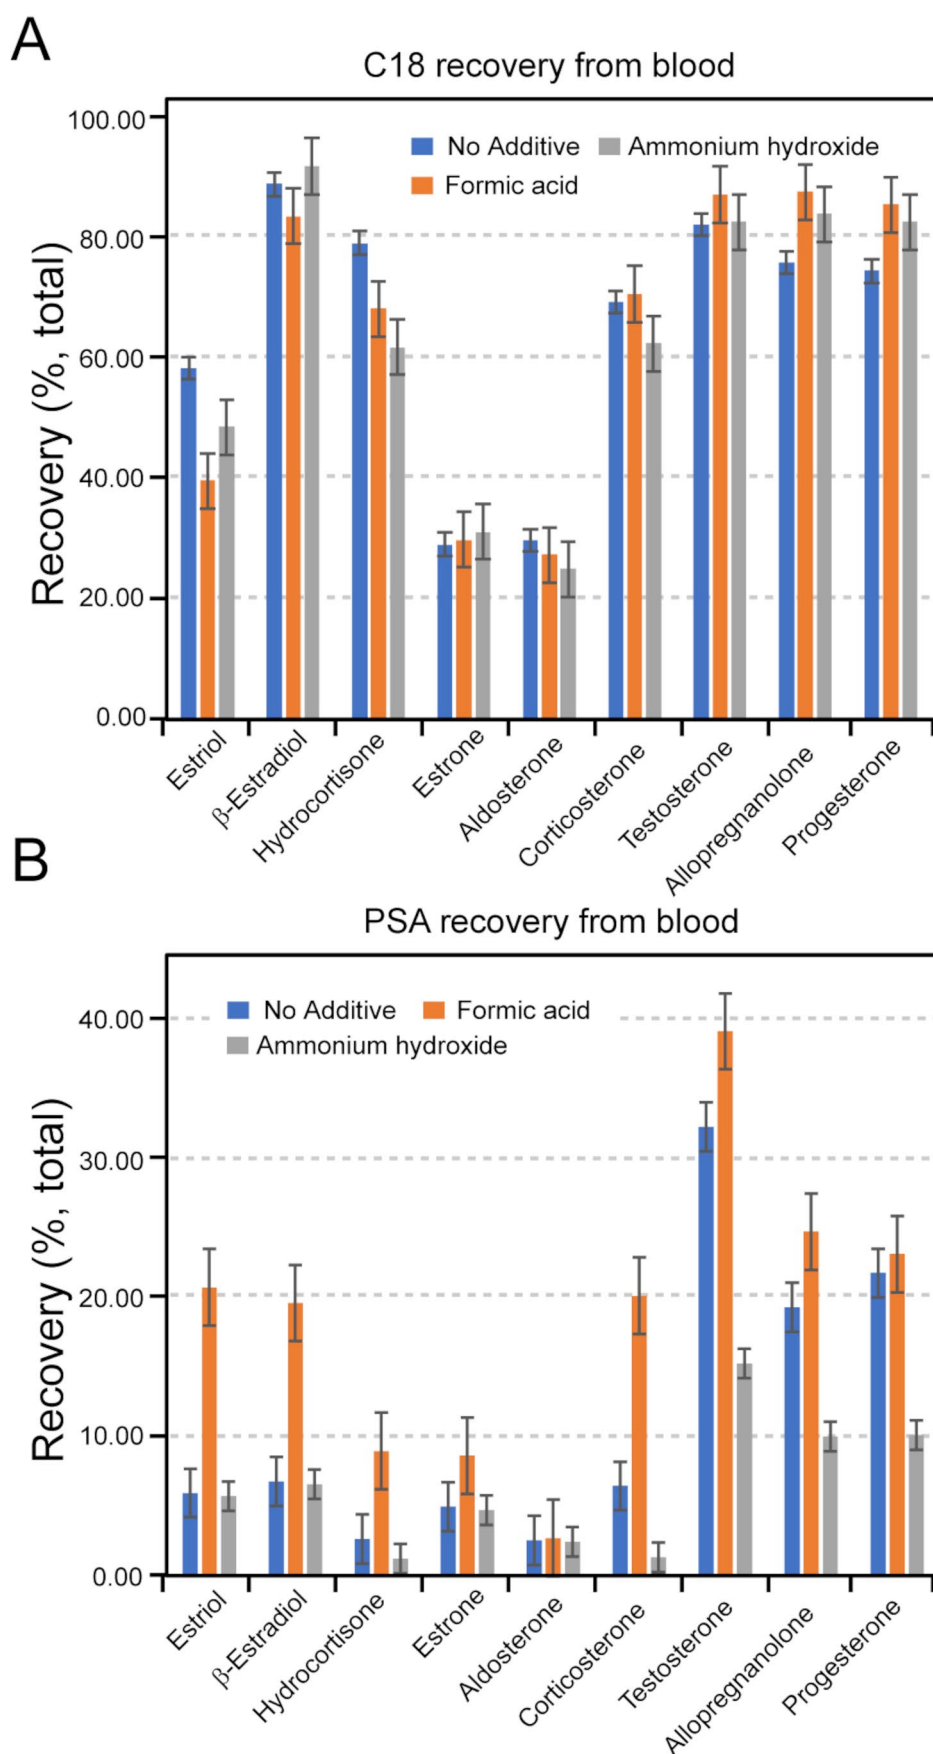 A
C18 recovery from blood
No Additive
Ammonium hydroxide
Formic acid
Recovery (%, total)
100.00
80.00
60.00
40.00
20.00
0.00
Estriol
β-Estradiol
Hydrocortisone
Estrone
Aldosterone
Corticosterone
Testosterone
Allopregnanolone
Progesterone
B
PSA recovery from blood
No Additive
Formic acid
Ammonium hydroxide
Recovery (%, total)
40.00
30.00
20.00
10.00
0.00
Estriol
β-Estradiol
Hydrocortisone
Estrone
Aldosterone
Corticosterone
Testosterone
Allopregnanolone
Progesterone